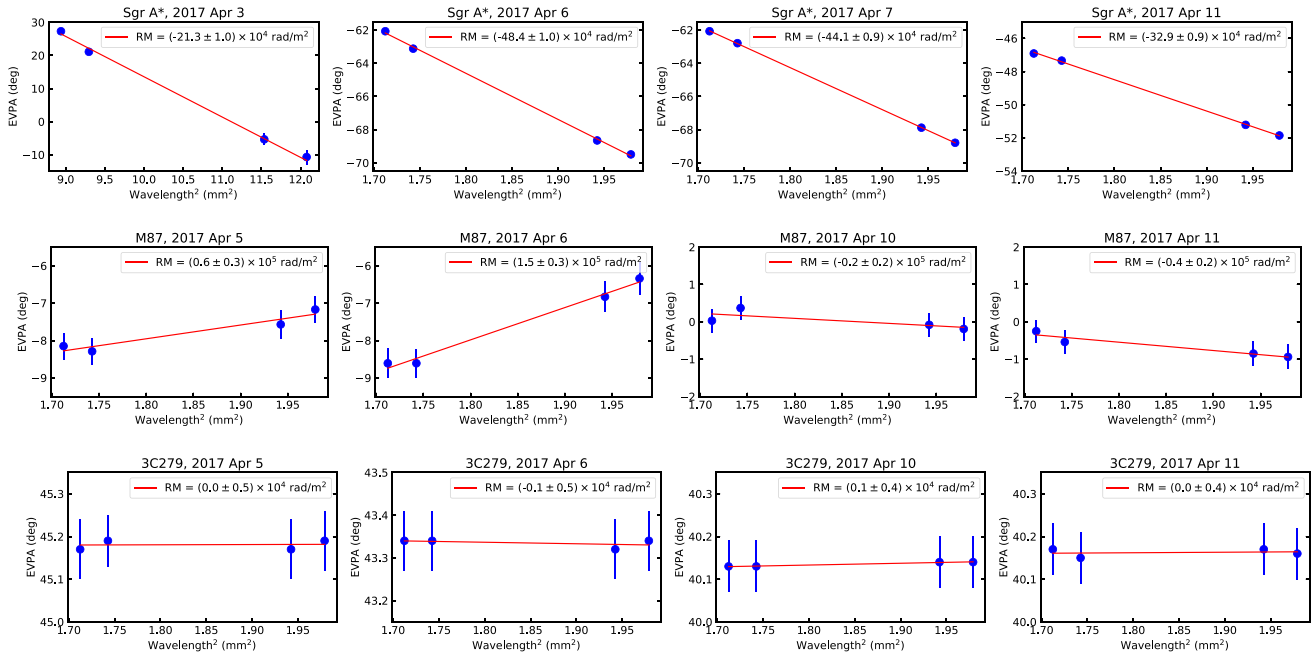 Sgr A*, 2017 Apr 3
RM = (-21.3 ± 1.0) × 10⁴ rad/m²
EVPA (deg)
30
20
10
0
−10
9.0 9.5 10.0 10.5 11.0 11.5 12.0
Wavelength² (mm²)
Sgr A*, 2017 Apr 6
RM = (-48.4 ± 1.0) × 10⁴ rad/m²
EVPA (deg)
−62
−64
−66
−68
−70
1.70 1.75 1.80 1.85 1.90 1.95
Wavelength² (mm²)
Sgr A*, 2017 Apr 7
RM = (-44.1 ± 0.9) × 10⁴ rad/m²
EVPA (deg)
−62
−64
−66
−68
−70
1.70 1.75 1.80 1.85 1.90 1.95
Wavelength² (mm²)
Sgr A*, 2017 Apr 11
RM = (-32.9 ± 0.9) × 10⁴ rad/m²
EVPA (deg)
−46
−48
−50
−52
−54
1.70 1.75 1.80 1.85 1.90 1.95
Wavelength² (mm²)
M87, 2017 Apr 5
RM = (0.6 ± 0.3) × 10⁵ rad/m²
EVPA (deg)
−6
−7
−8
−9
1.70 1.75 1.80 1.85 1.90 1.95
Wavelength² (mm²)
M87, 2017 Apr 6
RM = (1.5 ± 0.3) × 10⁵ rad/m²
EVPA (deg)
−6
−7
−8
−9
1.70 1.75 1.80 1.85 1.90 1.95
Wavelength² (mm²)
M87, 2017 Apr 10
RM = (-0.2 ± 0.2) × 10⁵ rad/m²
EVPA (deg)
2
1
0
−1
−2
1.70 1.75 1.80 1.85 1.90 1.95
Wavelength² (mm²)
M87, 2017 Apr 11
RM = (-0.4 ± 0.2) × 10⁵ rad/m²
EVPA (deg)
2
1
0
−1
−2
1.70 1.75 1.80 1.85 1.90 1.95
Wavelength² (mm²)
3C279, 2017 Apr 5
RM = (0.0 ± 0.5) × 10⁴ rad/m²
EVPA (deg)
45.3
45.2
45.1
45.0
1.70 1.75 1.80 1.85 1.90 1.95
Wavelength² (mm²)
3C279, 2017 Apr 6
RM = (-0.1 ± 0.5) × 10⁴ rad/m²
EVPA (deg)
43.5
43.4
43.3
43.2
1.70 1.75 1.80 1.85 1.90 1.95
Wavelength² (mm²)
3C279, 2017 Apr 10
RM = (0.1 ± 0.4) × 10⁴ rad/m²
EVPA (deg)
40.3
40.2
40.1
40.0
1.70 1.75 1.80 1.85 1.90 1.95
Wavelength² (mm²)
3C279, 2017 Apr 11
RM = (0.0 ± 0.4) × 10⁴ rad/m²
EVPA (deg)
40.3
40.2
40.1
40.0
1.70 1.75 1.80 1.85 1.90 1.95
Wavelength² (mm²)